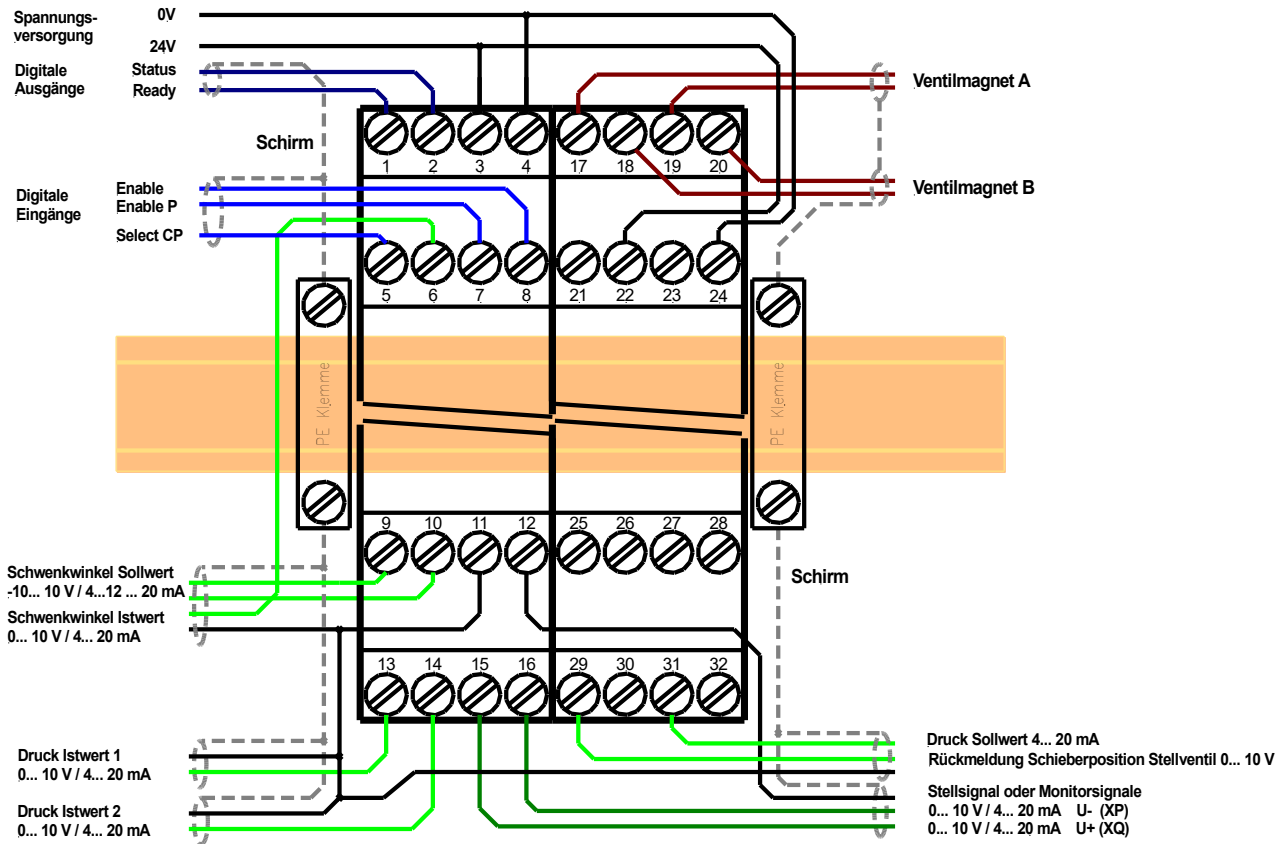 Spannungs-
versorgung
0V
24V
Digitale
Ausgänge
Status
Ready
Ventilmagnet A
Schirm
1 2 3 4 17 18 19 20
Digitale
Eingänge
Enable
Enable P
Select CP
Ventilmagnet B
5 6 7 8 21 22 23 24
PE Klemme
PE Klemme
9 10 11 12 25 26 27 28
Schwenkwinkel Sollwert
-10... 10 V / 4...12 ... 20 mA
Schwenkwinkel Istwert
0... 10 V / 4... 20 mA
Schirm
13 14 15 16 29 30 31 32
Druck Istwert 1
0... 10 V / 4... 20 mA
Druck Istwert 2
0... 10 V / 4... 20 mA
Druck Sollwert 4... 20 mA
Rückmeldung Schieberposition Stellventil 0... 10 V
Stellsignal oder Monitorsignale
0... 10 V / 4... 20 mA U- (XP)
0... 10 V / 4... 20 mA U+ (XQ)